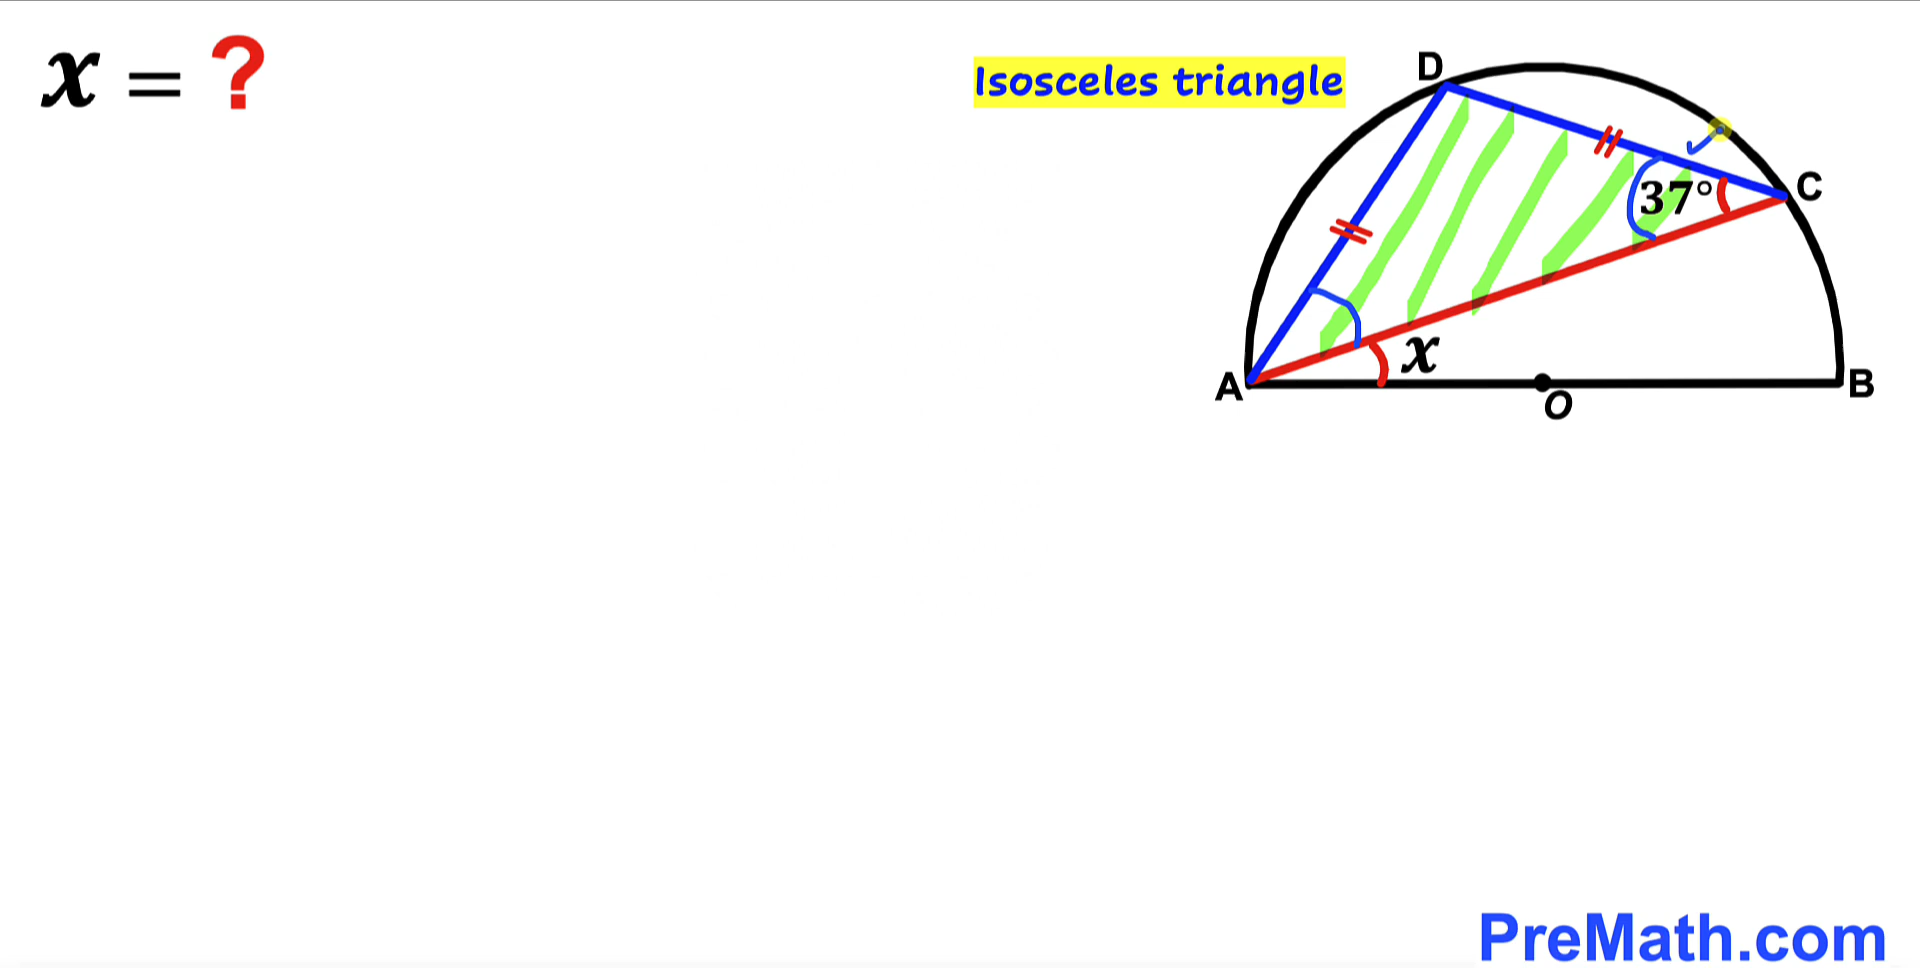 x = ?
Isosceles triangle
D
37°
C
x
A
O
B
PreMath.com